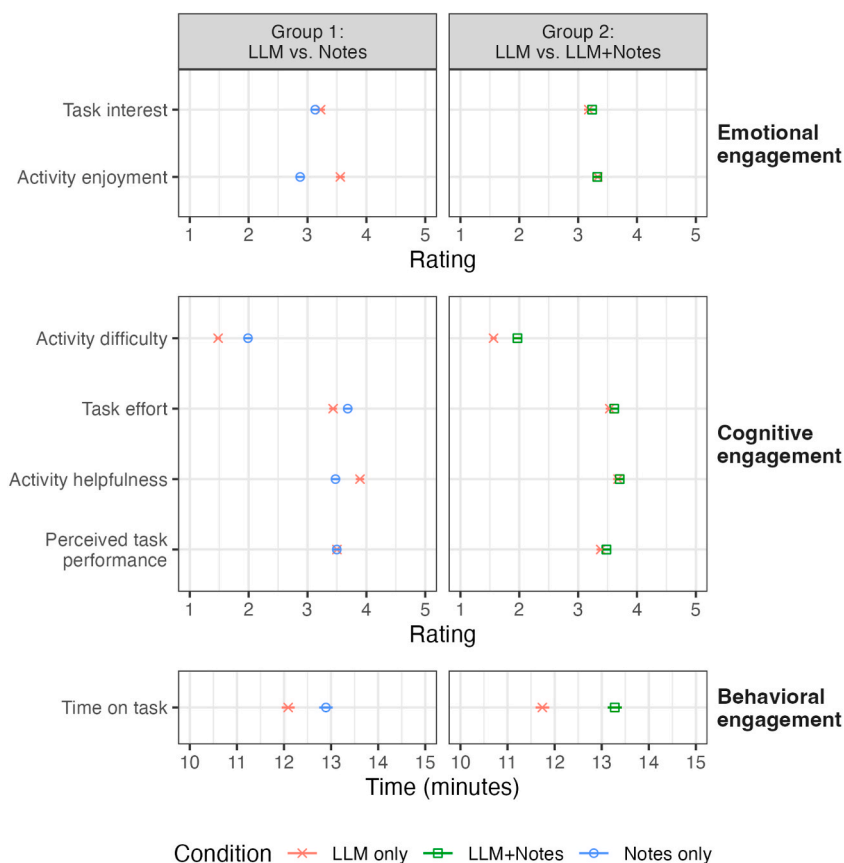 Group 1:
LLM vs. Notes
Group 2:
LLM vs. LLM+Notes
Task interest
Activity enjoyment
Emotional
engagement
1 2 3 4 5
1 2 3 4 5
Rating
Activity difficulty
Task effort
Activity helpfulness
Perceived task
performance
Cognitive
engagement
1 2 3 4 5
1 2 3 4 5
Rating
Time on task
Behavioral
engagement
10 11 12 13 14 15
10 11 12 13 14 15
Time (minutes)
Condition LLM only LLM+Notes Notes only